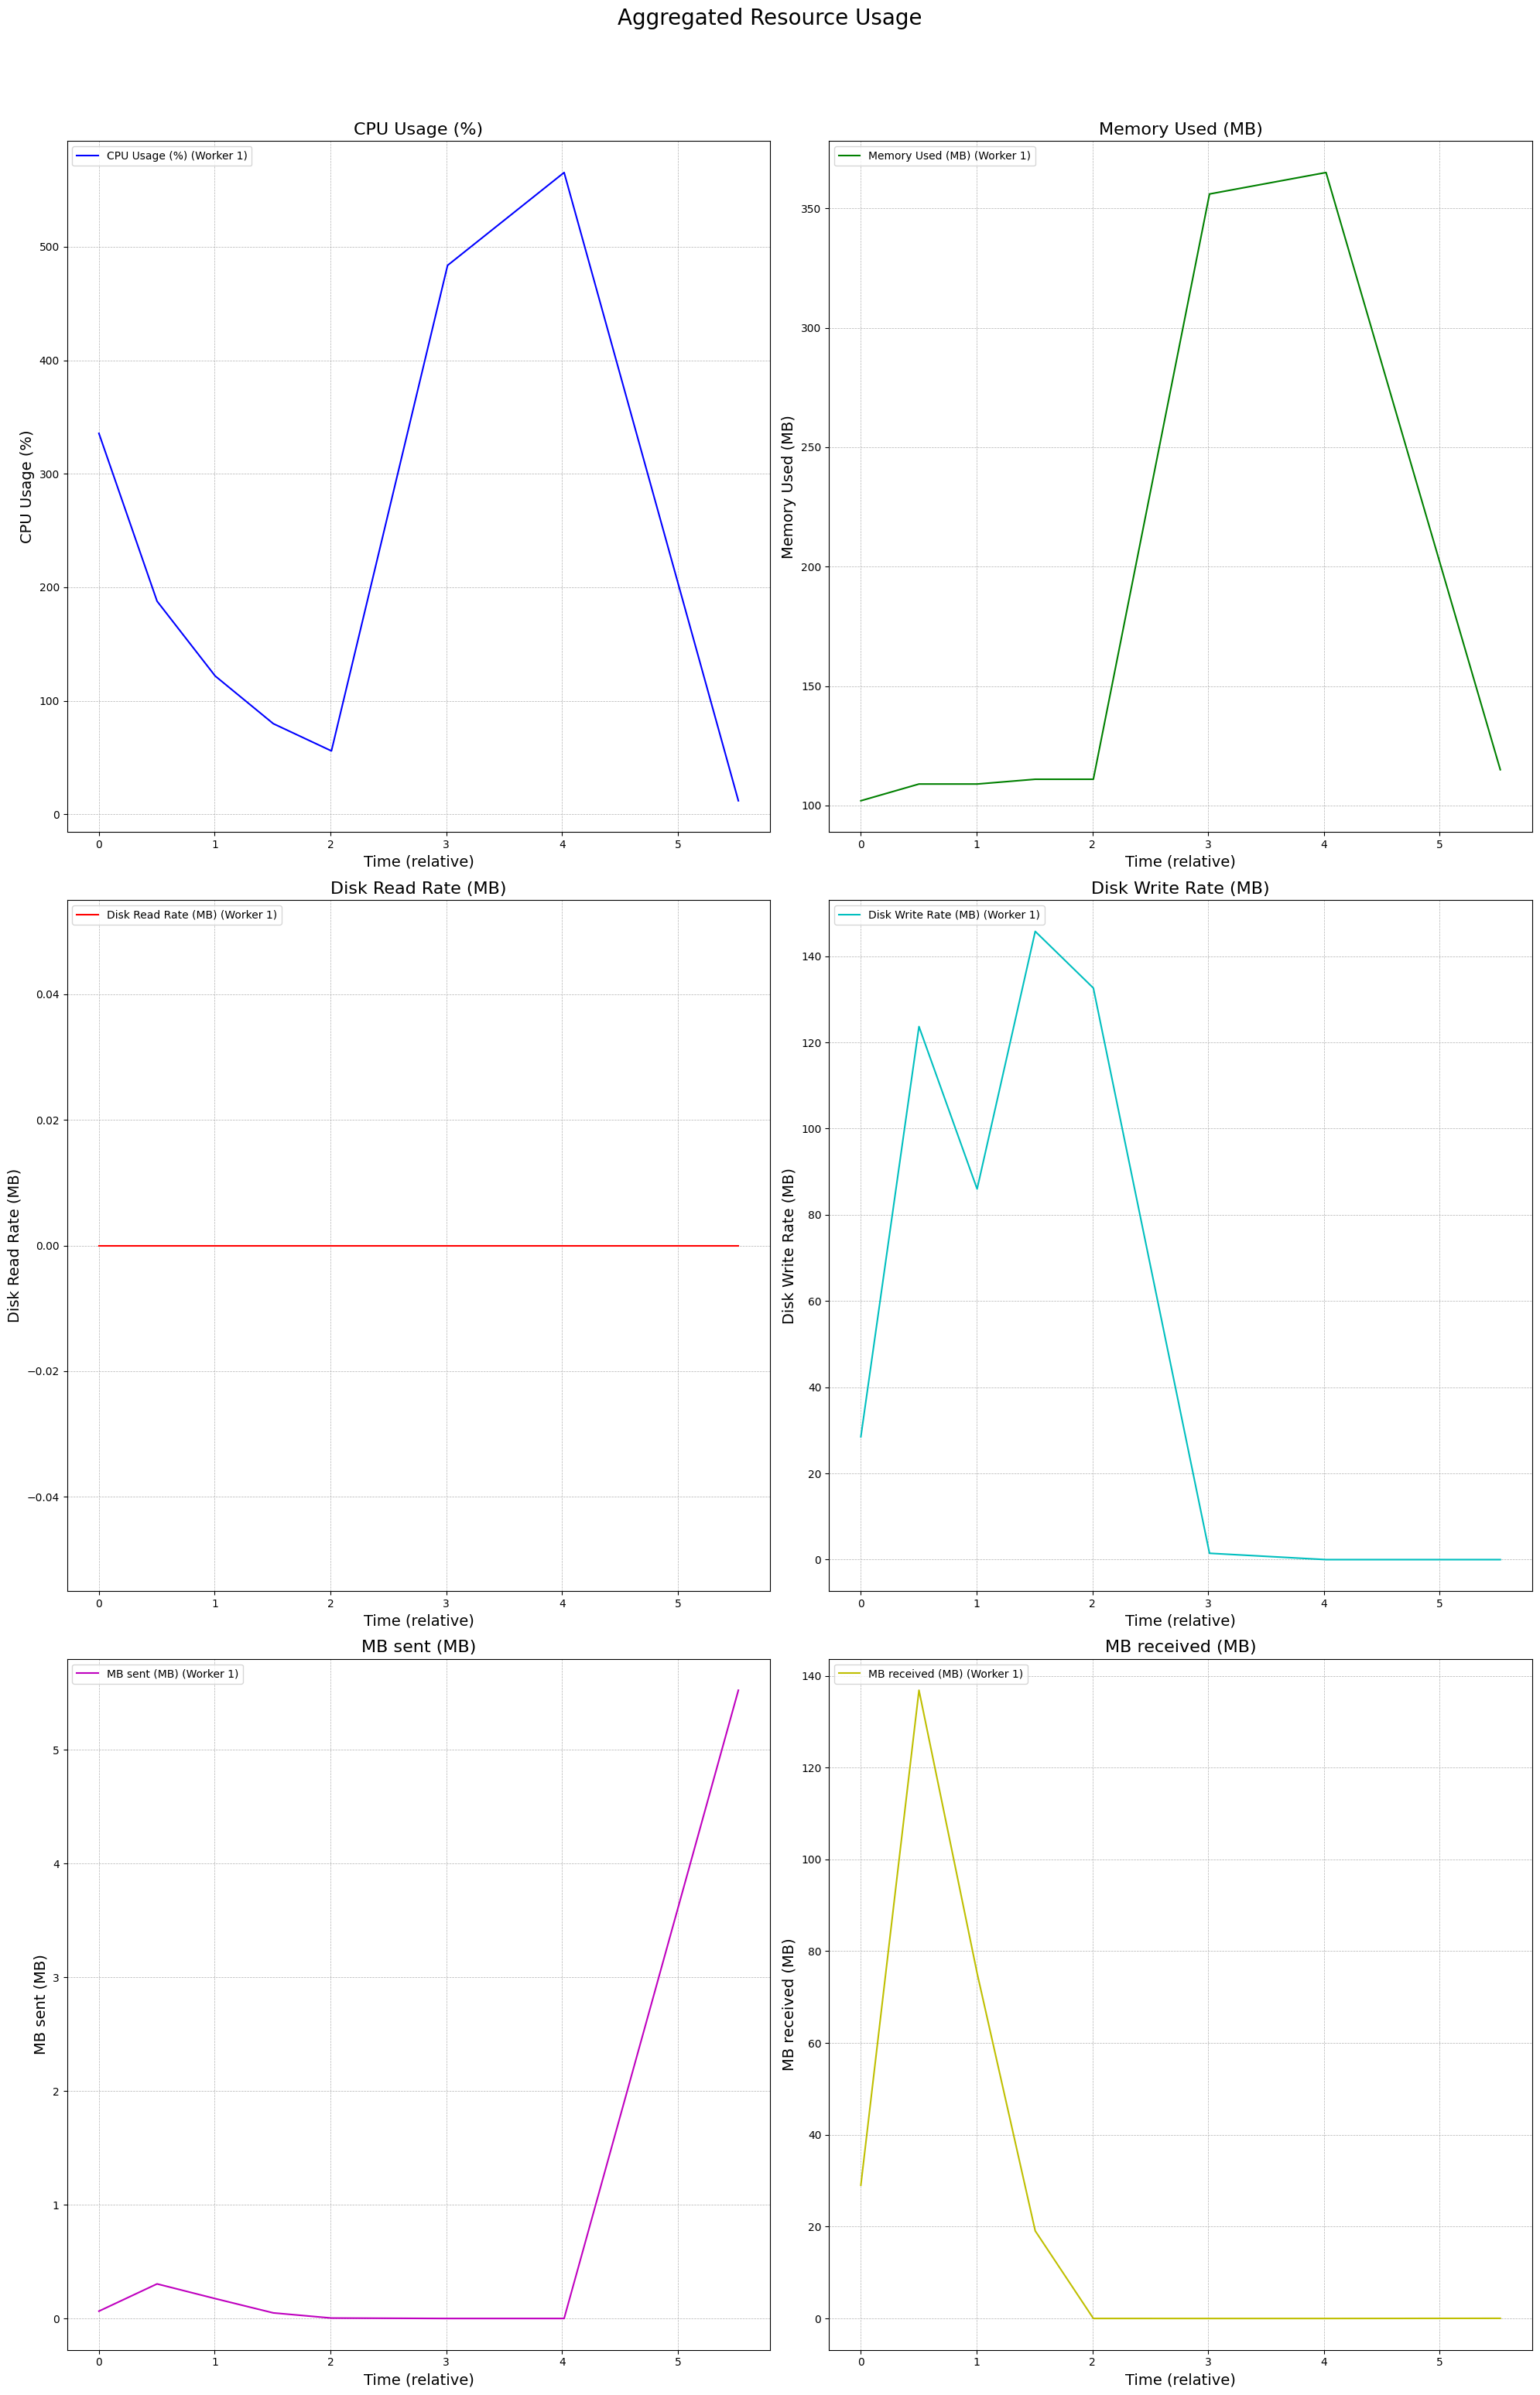 Aggregated Resource Usage
CPU Usage (%)
CPU Usage (%) (Worker 1)
CPU Usage (%)
500
400
300
200
100
0
0 1 2 3 4 5
Time (relative)
Memory Used (MB)
Memory Used (MB) (Worker 1)
Memory Used (MB)
350
300
250
200
150
100
0 1 2 3 4 5
Time (relative)
Disk Read Rate (MB)
Disk Read Rate (MB) (Worker 1)
Disk Read Rate (MB)
0.04
0.02
0.00
−0.02
−0.04
0 1 2 3 4 5
Time (relative)
Disk Write Rate (MB)
Disk Write Rate (MB) (Worker 1)
Disk Write Rate (MB)
140
120
100
80
60
40
20
0
0 1 2 3 4 5
Time (relative)
MB sent (MB)
MB sent (MB) (Worker 1)
MB sent (MB)
5
4
3
2
1
0
0 1 2 3 4 5
Time (relative)
MB received (MB)
MB received (MB) (Worker 1)
MB received (MB)
140
120
100
80
60
40
20
0
0 1 2 3 4 5
Time (relative)